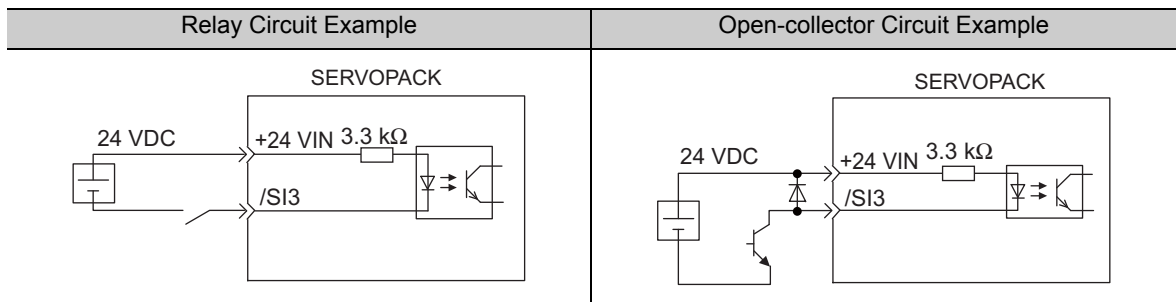 Relay Circuit Example
Open-collector Circuit Example
SERVOPACK
24 VDC
+24 VIN
3.3 kΩ
/SI3
SERVOPACK
24 VDC
+24 VIN
3.3 kΩ
/SI3